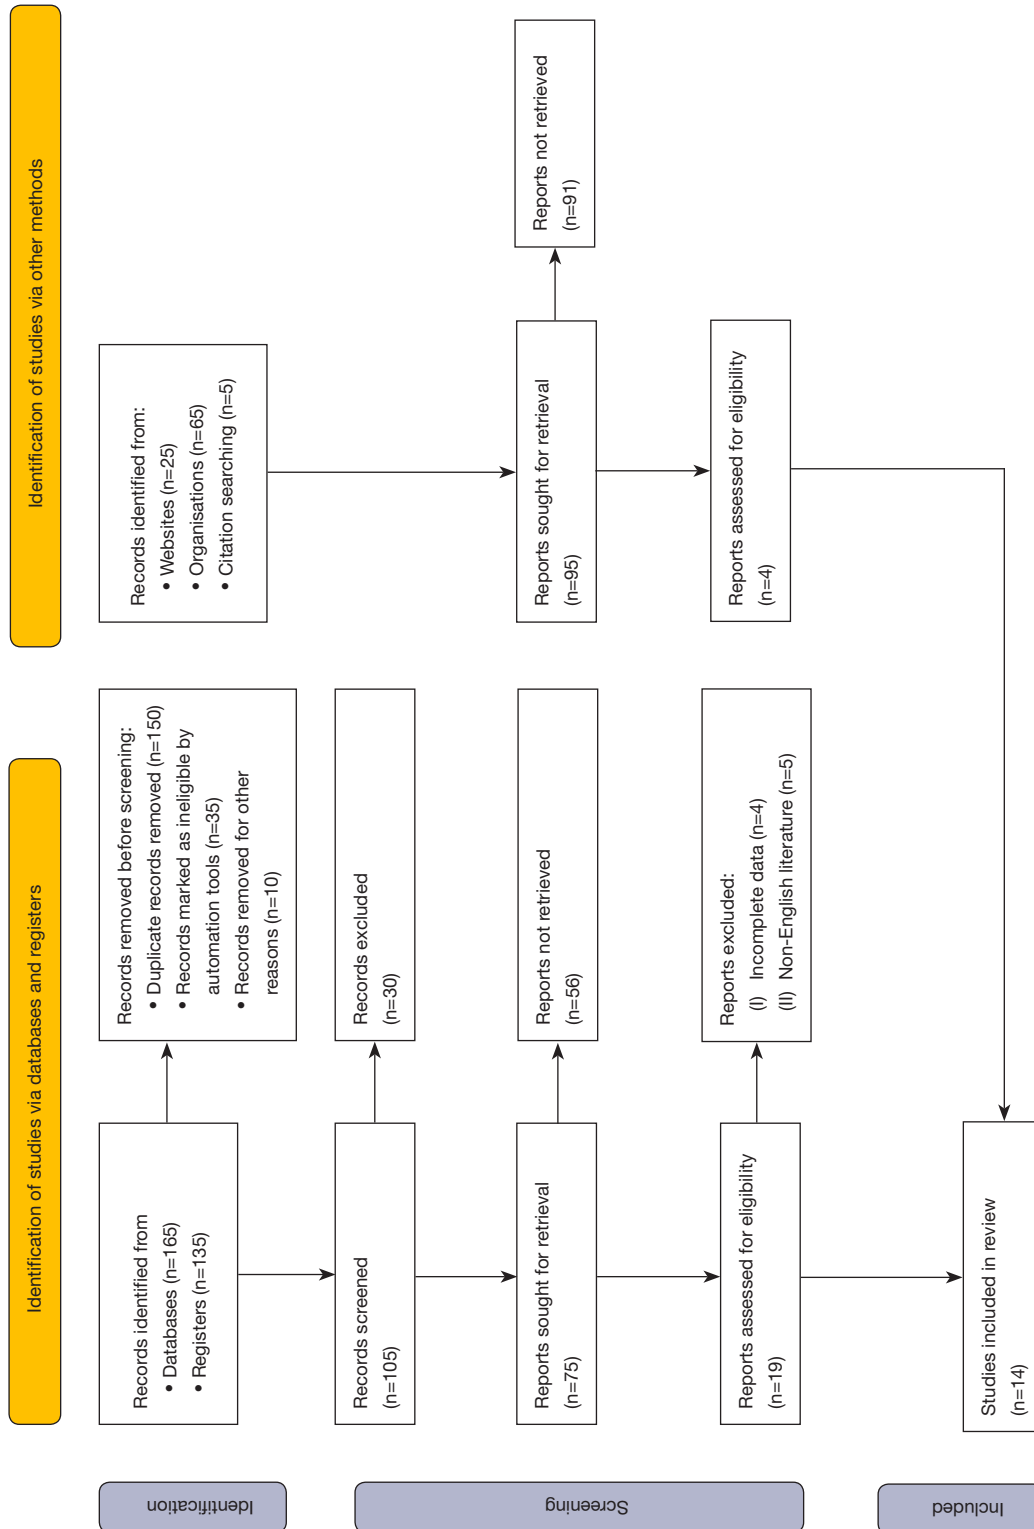 Identification of studies via databases and registers
Identification of studies via other methods
Identification
Records identified from
• Databases (n=165)
• Registers (n=135)
Records removed before screening:
• Duplicate records removed (n=150)
• Records marked as ineligible by
automation tools (n=35)
• Records removed for other
reasons (n=10)
Records identified from:
• Websites (n=25)
• Organisations (n=65)
• Citation searching (n=5)
Screening
Records screened
(n=105)
Records excluded
(n=30)
Reports sought for retrieval
(n=75)
Reports not retrieved
(n=56)
Reports sought for retrieval
(n=95)
Reports not retrieved
(n=91)
Reports assessed for eligibility
(n=19)
Reports excluded:
(I) Incomplete data (n=4)
(II) Non-English literature (n=5)
Reports assessed for eligibility
(n=4)
Included
Studies included in review
(n=14)